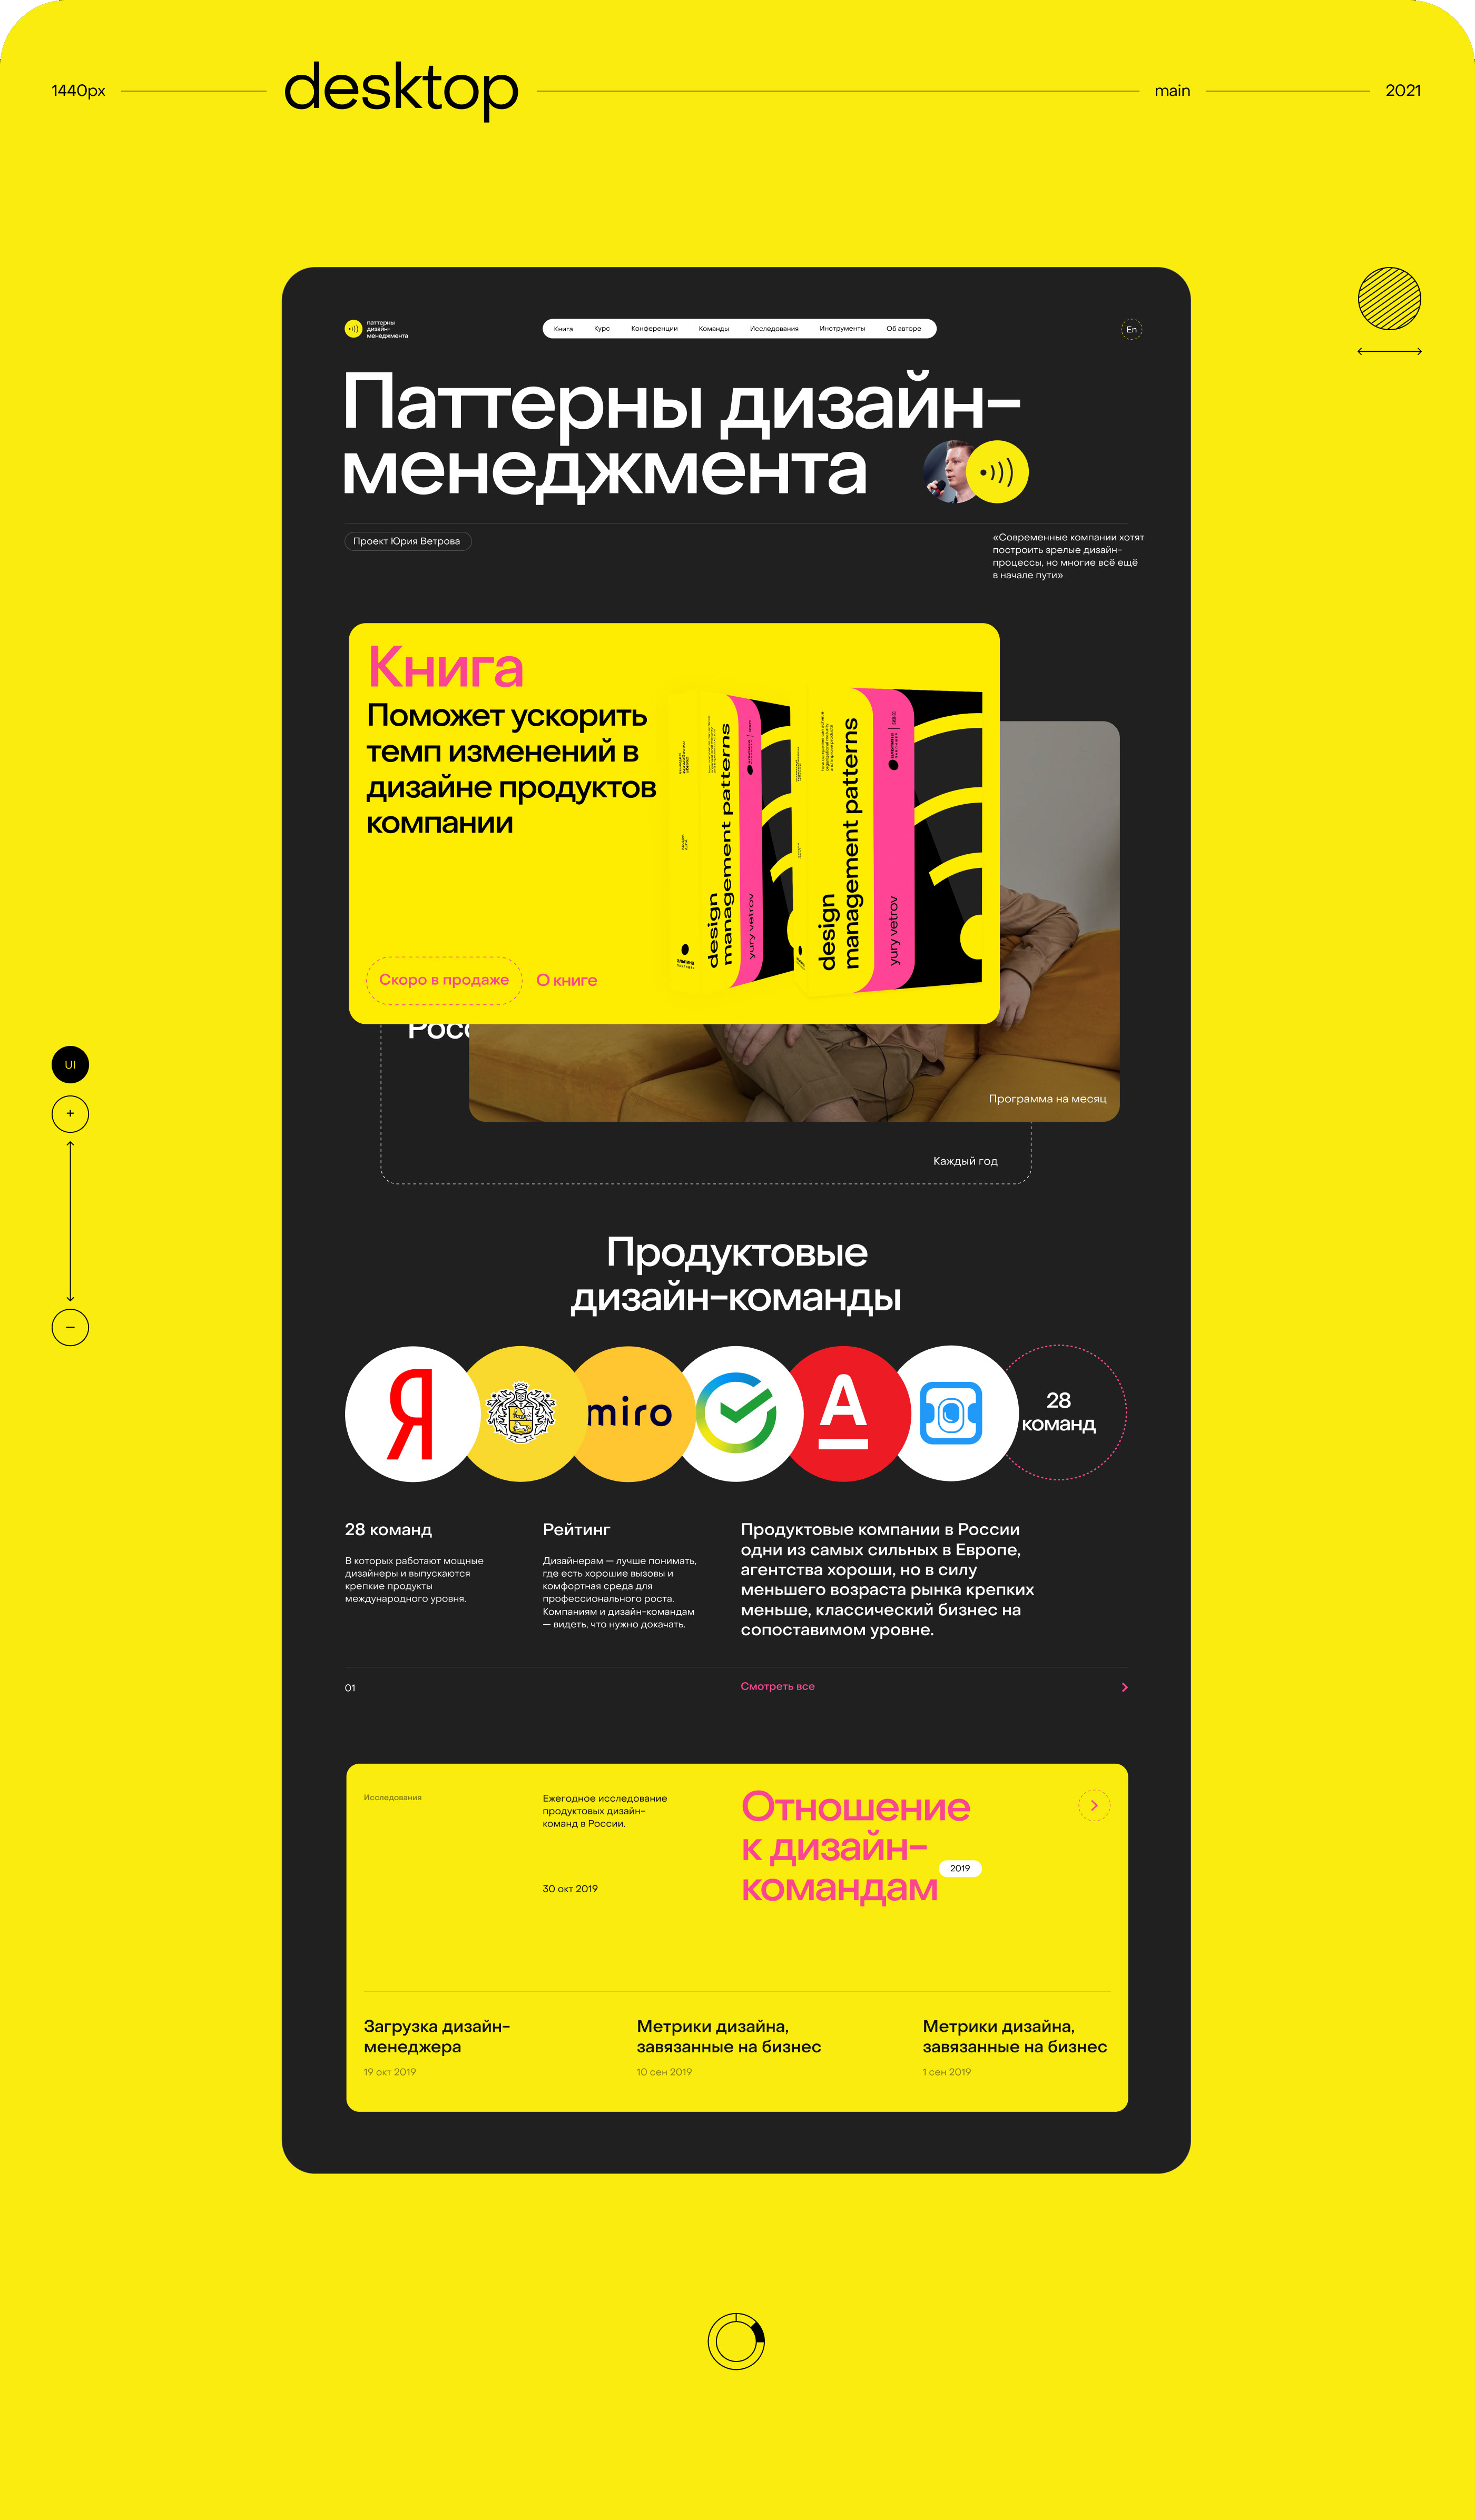 1440px
desktop
main
2021
паттерны
дизайн-
менеджмента
Книга
Курс
Конференции
Команды
Исследования
Инструменты
Об авторе
En
Паттерны дизайн-
менеджмента
Проект Юрия Ветрова
«Современные компании хотят
построить зрелые дизайн-
процессы, но многие всё ещё
в начале пути»
Книга
Поможет ускорить
темп изменений в
дизайне продуктов
компании
design
management patterns
yury vetrov
design
management patterns
yury vetrov
Скоро в продаже
О книге
Программа на месяц
Каждый год
UI
+
–
Продуктовые
дизайн-команды
Я
miro
А
28
команд
28 команд
В которых работают мощные
дизайнеры и выпускаются
крепкие продукты
международного уровня.
Рейтинг
Дизайнерам — лучше понимать,
где есть хорошие вызовы и
комфортная среда для
профессионального роста.
Компаниям и дизайн-командам
— видеть, что нужно докачать.
Продуктовые компании в России
одни из самых сильных в Европе,
агентства хороши, но в силу
меньшего возраста рынка крепких
меньше, классический бизнес на
сопоставимом уровне.
01
Смотреть все
Исследования
Ежегодное исследование
продуктовых дизайн-
команд в России.
30 окт 2019
Отношение
к дизайн-
командам
2019
Загрузка дизайн-
менеджера
19 окт 2019
Метрики дизайна,
завязанные на бизнес
10 сен 2019
Метрики дизайна,
завязанные на бизнес
1 сен 2019